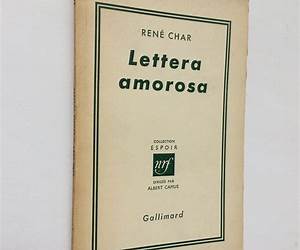 RENÉ CHAR
Lettera
amorosa
COLLECTION
ESPOIR
nrf
DIRIGÉE PAR
ALBERT CAMUS
Gallimard